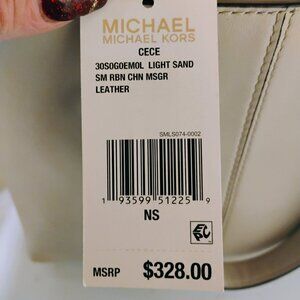 MICHAEL
MICHAEL KORS
CECE
30S0G0EM0L LIGHT SAND
SM RBN CHN MSGR
LEATHER
SMLS074-0002
1 93599 51225 9
NS
MSRP $328.00